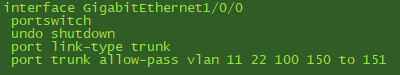 interface GigabitEthernet1/0/0
portswitch
undo shutdown
port link-type trunk
port trunk allow-pass vlan 11 22 100 150 to 151